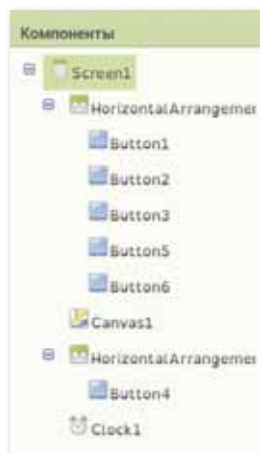 Компоненты
Screen1
HorizontalArrangemer
Button1
Button2
Button3
Button5
Button6
Canvas1
HorizontalArrangemer
Button4
Clock1